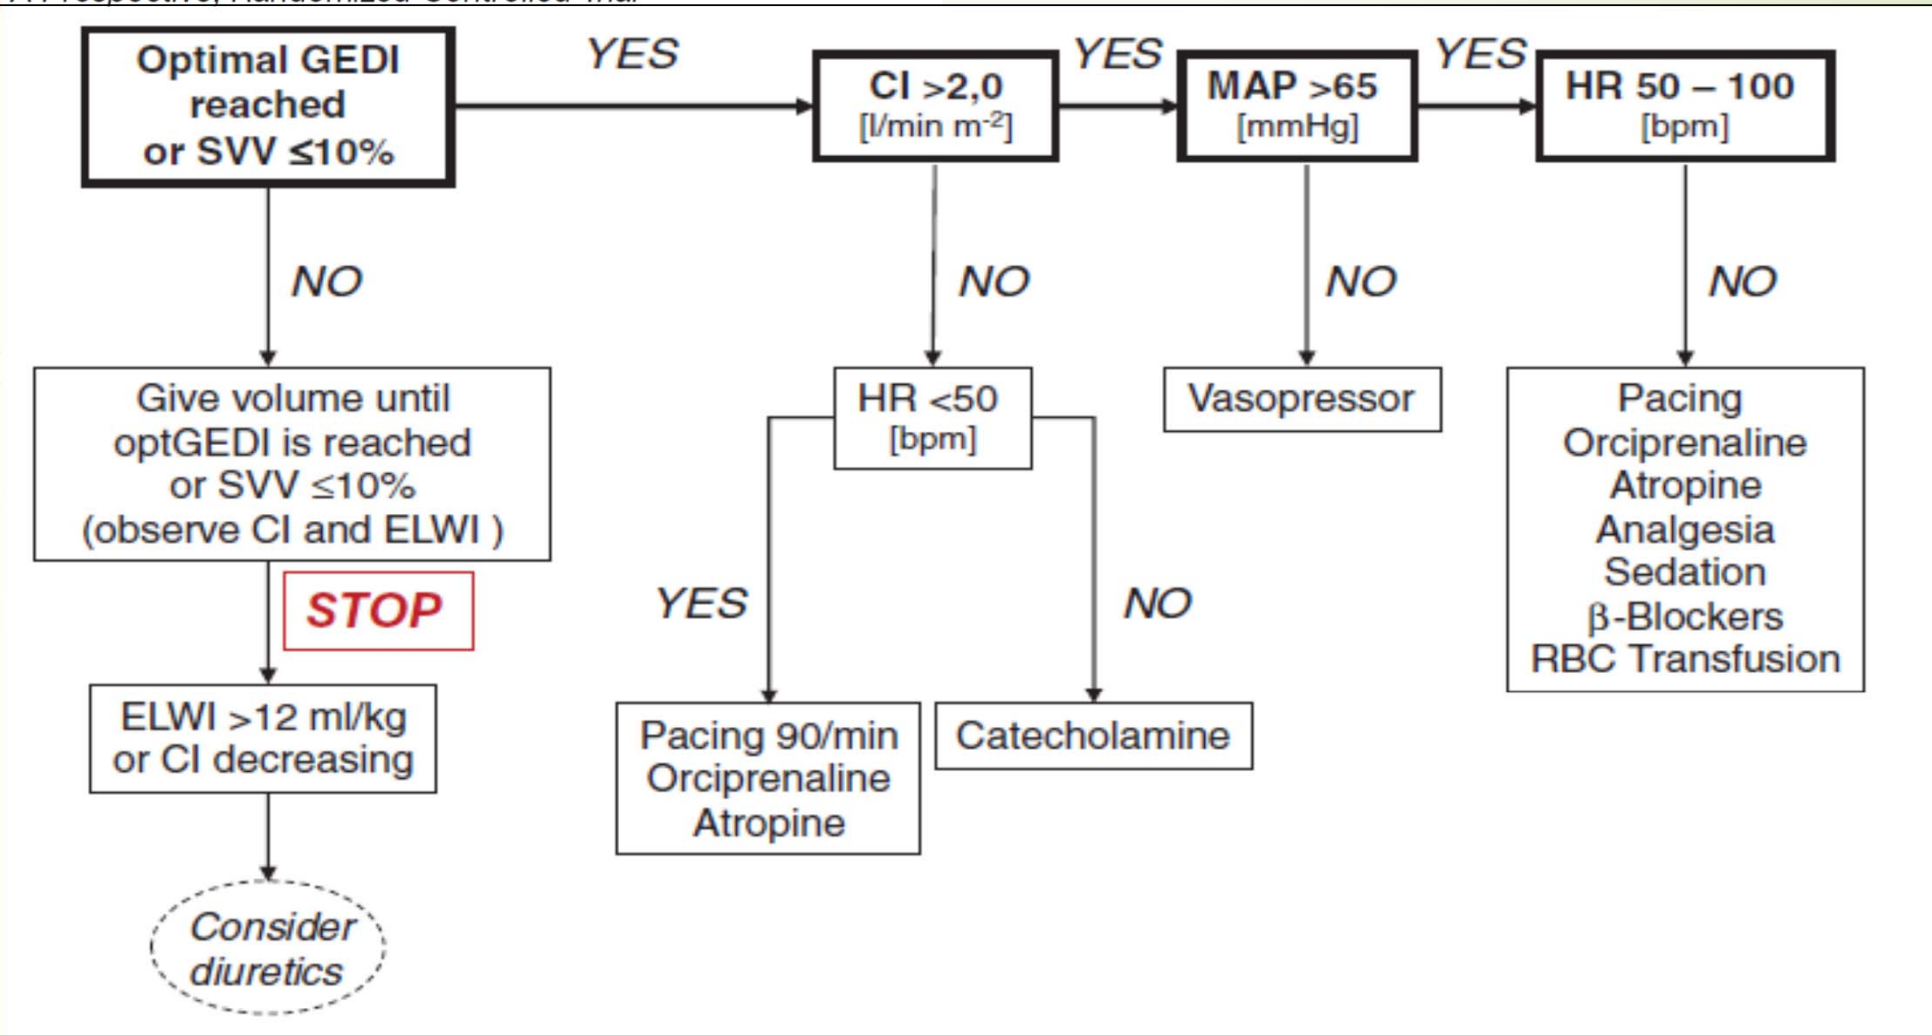 Optimal GEDI
reached
or SVV ≤10%
YES
CI >2,0
[l/min m-2]
YES
MAP >65
[mmHg]
YES
HR 50 – 100
[bpm]
NO
NO
NO
NO
Give volume until
optGEDI is reached
or SVV ≤10%
(observe CI and ELWI )
STOP
ELWI >12 ml/kg
or CI decreasing
Consider
diuretics
HR <50
[bpm]
YES
NO
Pacing 90/min
Orciprenaline
Atropine
Catecholamine
Vasopressor
Pacing
Orciprenaline
Atropine
Analgesia
Sedation
β-Blockers
RBC Transfusion